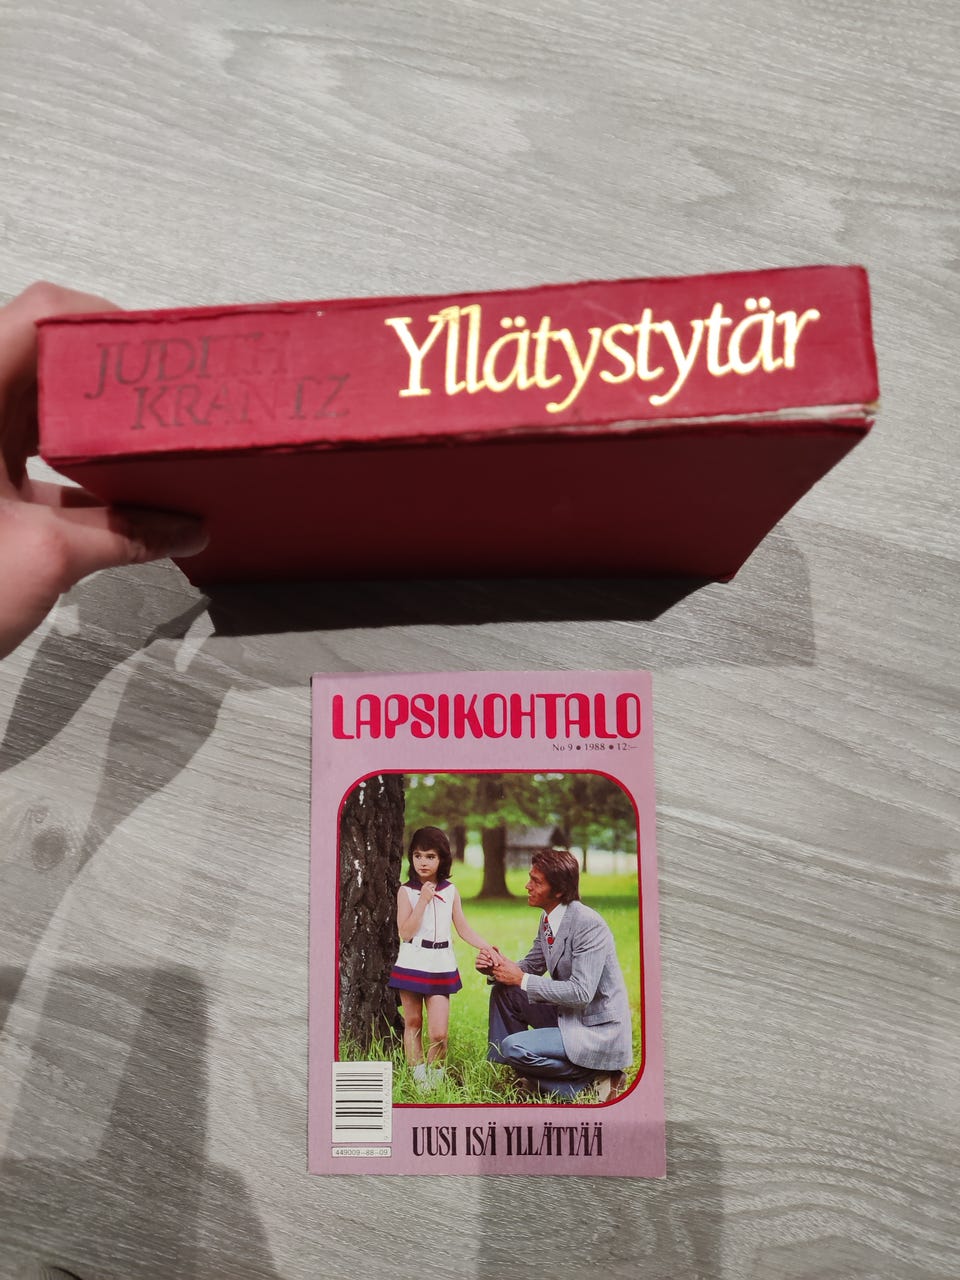 JUDITH
KRANTZ
Yllätystytär
LAPSIKOHTALO
No 9 • 1988 • 12:–
449009-88-09
UUSI ISÄ YLLÄTTÄÄ